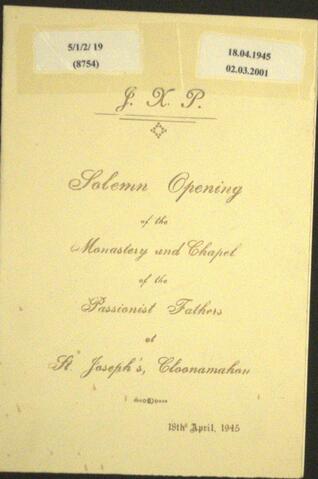 5/1/2/ 19
(8754)
18.04.1945
02.03.2001
J. X. P.
Solemn Opening
of the
Monastery and Chapel
of the
Passionist Fathers
at
St. Joseph's, Cloonamahon
18th April, 1945